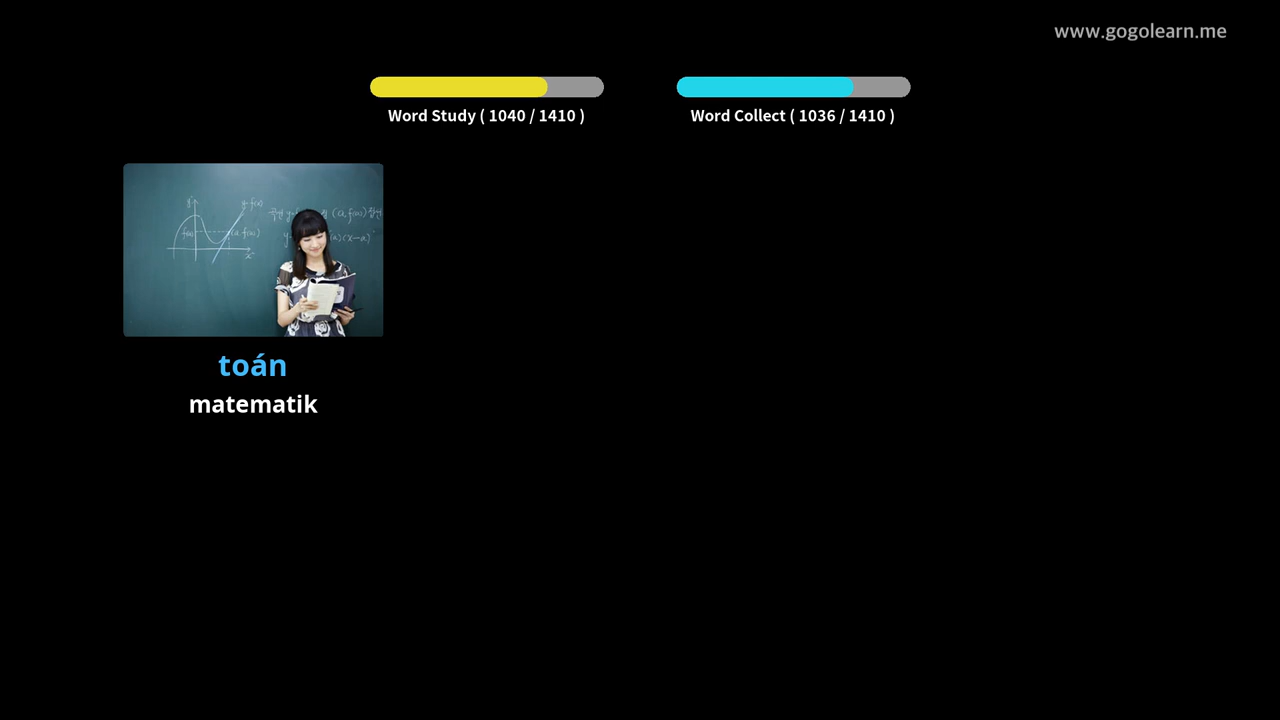 www.gogolearn.me
Word Study ( 1040 / 1410 )
Word Collect ( 1036 / 1410 )
y=f(x)
f(a)
(a, f(a))
x
toán
matematik